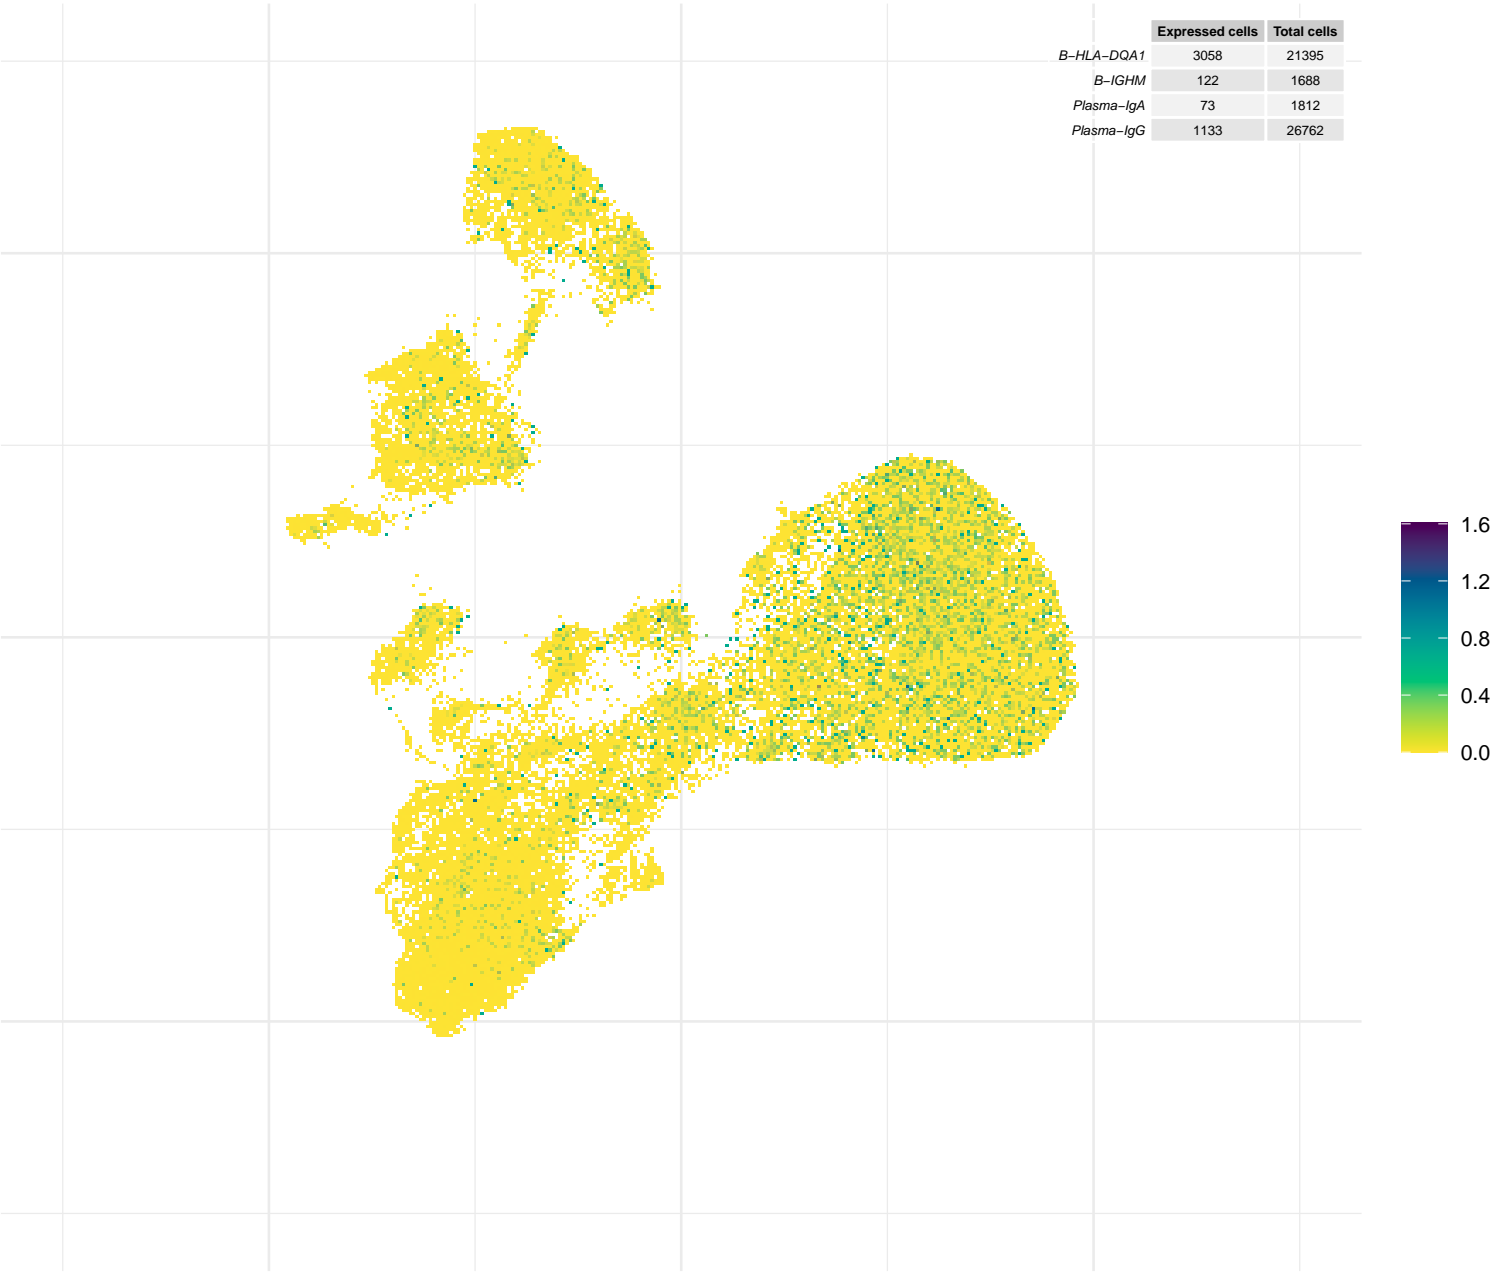 Expressed cells Total cells
B−HLA−DQA1 3058 21395
B−IGHM 122 1688
Plasma−IgA 73 1812
Plasma−IgG 1133 26762
1.6
1.2
0.8
0.4
0.0